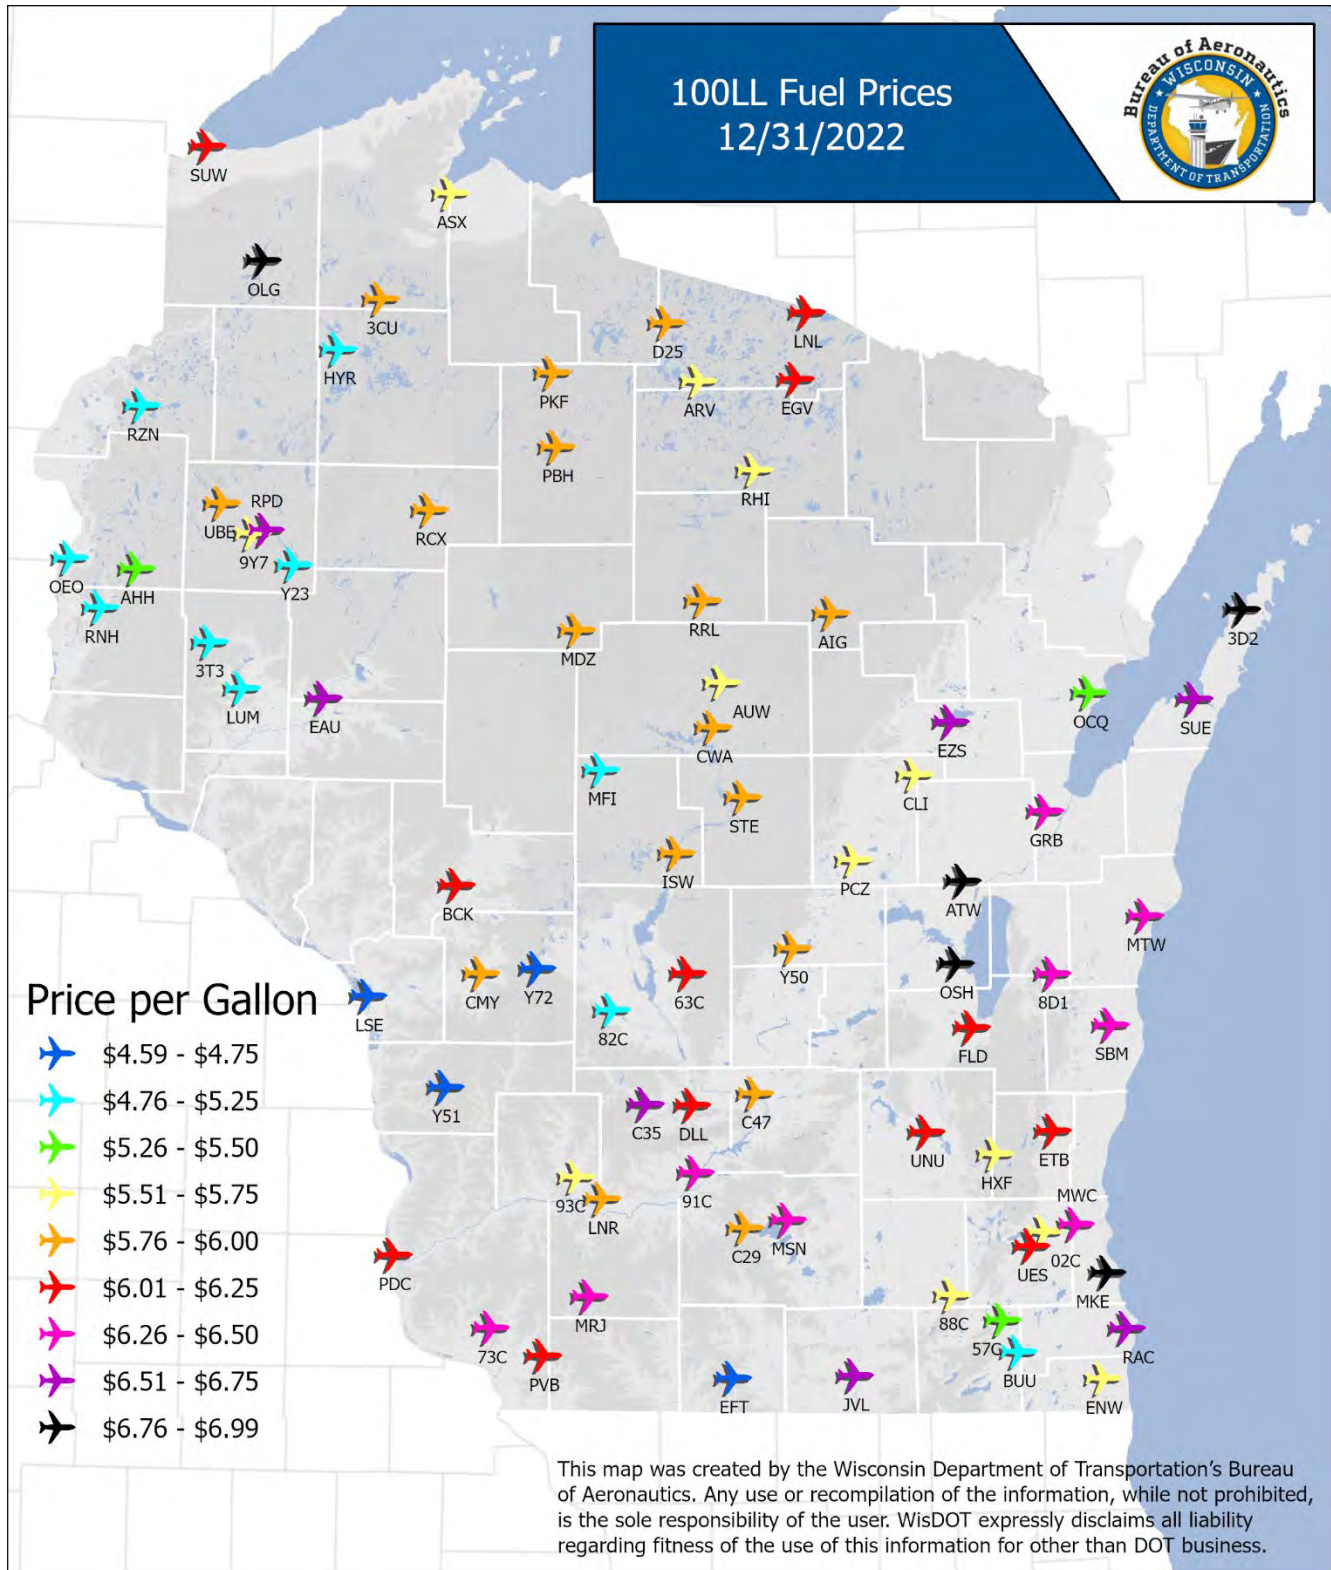 100LL Fuel Prices
12/31/2022
Bureau of Aeronautics
WISCONSIN
DEPARTMENT OF TRANSPORTATION
SUW
ASX
OLG
3CU
LNL
D25
HYR
PKF
ARV
EGV
RZN
PBH
RHI
UBE
RPD
RCX
9Y7
OEO
AHH
Y23
RNH
RRL
3D2
MDZ
AIG
3T3
LUM
EAU
AUW
OCQ
SUE
CWA
EZS
MFI
CLI
STE
GRB
ISW
PCZ
BCK
ATW
MTW
Y50
CMY
Y72
63C
OSH
8D1
LSE
82C
FLD
SBM
Price per Gallon
$4.59 - $4.75
$4.76 - $5.25
$5.26 - $5.50
$5.51 - $5.75
$5.76 - $6.00
$6.01 - $6.25
$6.26 - $6.50
$6.51 - $6.75
$6.76 - $6.99
Y51
C35
DLL
C47
UNU
HXF
ETB
93C
LNR
91C
MWC
C29
MSN
02C
PDC
UES
MKE
MRJ
88C
73C
57C
RAC
PVB
BUU
EFT
JVL
ENW
This map was created by the Wisconsin Department of Transportation's Bureau
of Aeronautics. Any use or recompilation of the information, while not prohibited,
is the sole responsibility of the user. WisDOT expressly disclaims all liability
regarding fitness of the use of this information for other than DOT business.